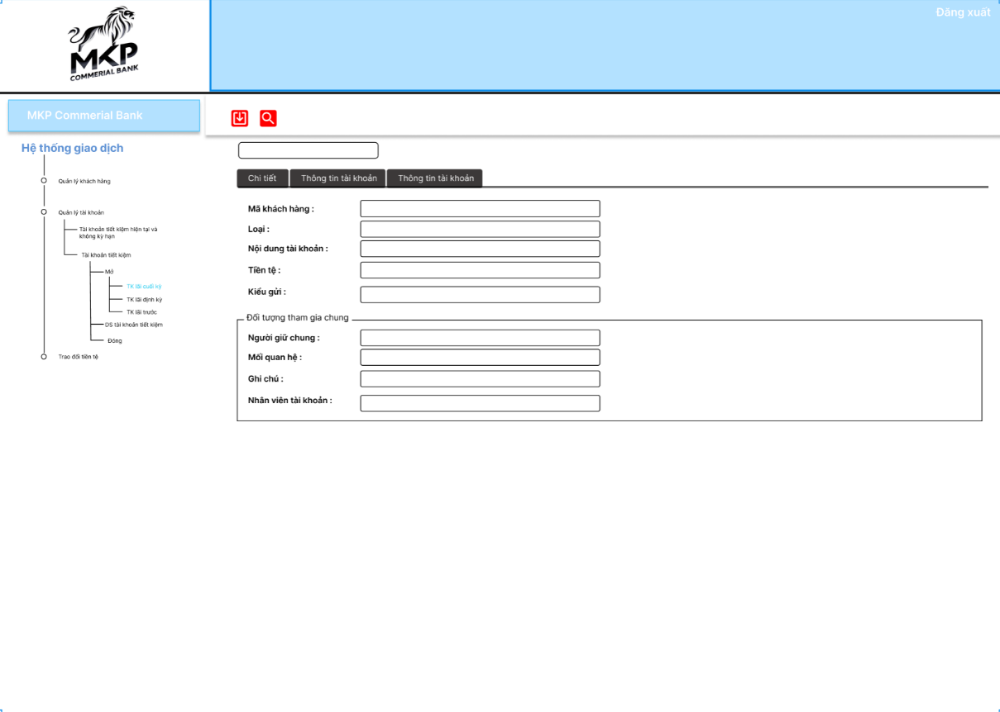 Đăng xuất
MKP
COMMERIAL BANK
MKP Commerial Bank
Hệ thống giao dịch
Quản lý khách hàng
Quản lý tài khoản
Tài khoản tiết kiệm hiện tại và
không kỳ hạn
Tài khoản tiết kiệm
Mở
TK lãi cuối kỳ
TK lãi định kỳ
TK lãi trước
DS tài khoản tiết kiệm
Đóng
Trao đổi tiền tệ
Chi tiết
Thông tin tài khoản
Thông tin tài khoản
Mã khách hàng :
Loại :
Nội dung tài khoản :
Tiền tệ :
Kiểu gửi :
Đối tượng tham gia chung
Người giữ chung :
Mối quan hệ :
Ghi chú :
Nhân viên tài khoản :